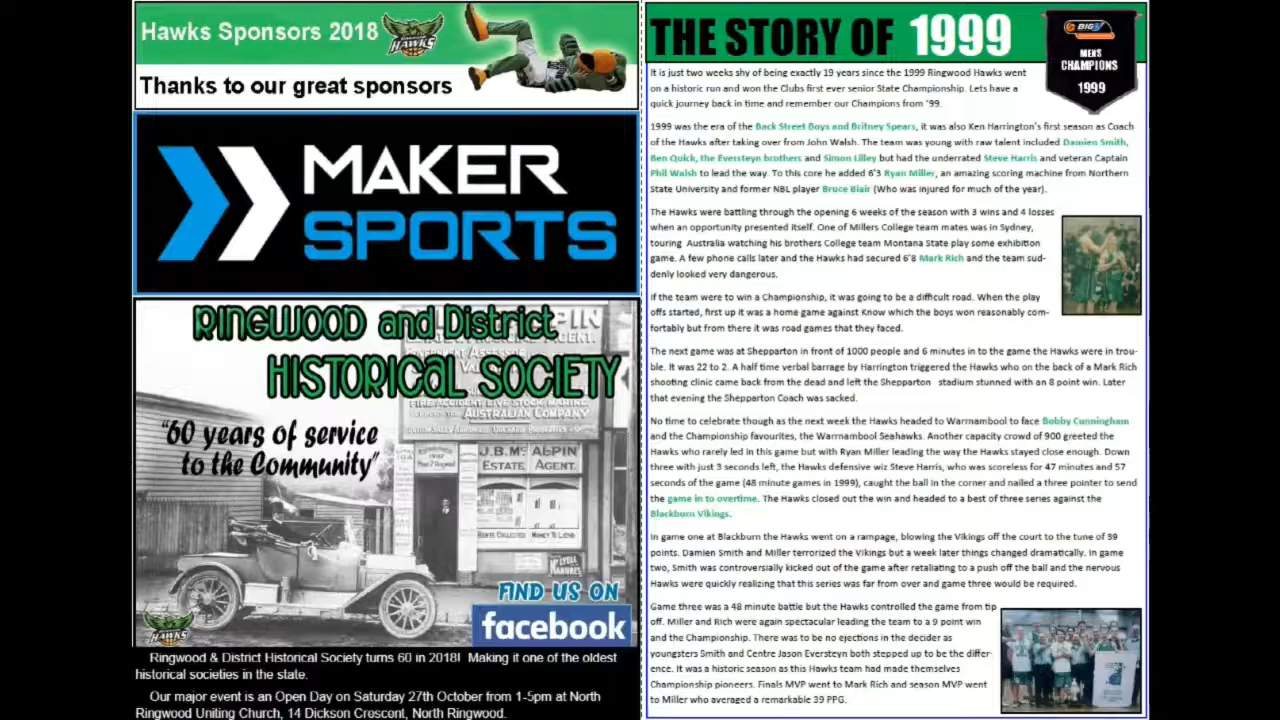 Hawks Sponsors 2018
HAWKS
Thanks to our great sponsors
MAKER
SPORTS
RINGWOOD and District
HISTORICAL SOCIETY
"60 years of service
to the Community"
AUSTRALIAN COMPANY
J.B. McALPIN
ESTATE AGENT.
RENTS COLLECTED MONEY TO LEND
FIND US ON
facebook
HAWKS
Ringwood & District Historical Society turns 60 in 2018! Making it one of the oldest
historical societies in the state.
Our major event is an Open Day on Saturday 27th October from 1-5pm at North
Ringwood Uniting Church, 14 Dickson Crescent, North Ringwood.
THE STORY OF 1999
BIGV
MENS
CHAMPIONS
1999
It is just two weeks shy of being exactly 19 years since the 1999 Ringwood Hawks went
on a historic run and won the Clubs first ever senior State Championship. Lets have a
quick journey back in time and remember our Champions from '99.
1999 was the era of the Back Street Boys and Britney Spears, it was also Ken Harrington's first season as Coach
of the Hawks after taking over from John Walsh. The team was young with raw talent included Damien Smith,
Ben Quick, the Eversteyn brothers and Simon Lilley but had the underrated Steve Harris and veteran Captain
Phil Walsh to lead the way. To this core he added 6'3 Ryan Miller, an amazing scoring machine from Northern
State University and former NBL player Bruce Blair (Who was injured for much of the year).
The Hawks were battling through the opening 6 weeks of the season with 3 wins and 4 losses
when an opportunity presented itself. One of Millers College team mates was in Sydney,
touring Australia watching his brothers College team Montana State play some exhibition
game. A few phone calls later and the Hawks had secured 6'8 Mark Rich and the team sud-
denly looked very dangerous.
If the team were to win a Championship, it was going to be a difficult road. When the play
offs started, first up it was a home game against Know which the boys won reasonably com-
fortably but from there it was road games that they faced.
The next game was at Shepparton in front of 1000 people and 6 minutes in to the game the Hawks were in trou-
ble. It was 22 to 2. A half time verbal barrage by Harrington triggered the Hawks who on the back of a Mark Rich
shooting clinic came back from the dead and left the Shepparton stadium stunned with an 8 point win. Later
that evening the Shepparton Coach was sacked.
No time to celebrate though as the next week the Hawks headed to Warrnambool to face Bobby Cunningham
and the Championship favourites, the Warrnambool Seahawks. Another capacity crowd of 900 greeted the
Hawks who rarely led in this game but with Ryan Miller leading the way the Hawks stayed close enough. Down
three with just 3 seconds left, the Hawks defensive wiz Steve Harris, who was scoreless for 47 minutes and 57
seconds of the game (48 minute games in 1999), caught the ball in the corner and nailed a three pointer to send
the game in to overtime. The Hawks closed out the win and headed to a best of three series against the
Blackburn Vikings.
In game one at Blackburn the Hawks went on a rampage, blowing the Vikings off the court to the tune of 39
points. Damien Smith and Miller terrorized the Vikings but a week later things changed dramatically. In game
two, Smith was controversially kicked out of the game after retaliating to a push off the ball and the nervous
Hawks were quickly realizing that this series was far from over and game three would be required.
Game three was a 48 minute battle but the Hawks controlled the game from tip
off. Miller and Rich were again spectacular leading the team to a 9 point win
and the Championship. There was to be no ejections in the decider as
youngsters Smith and Centre Jason Eversteyn both stepped up to be the differ-
ence. It was a historic season as this Hawks team had made themselves
Championship pioneers. Finals MVP went to Mark Rich and season MVP went
to Miller who averaged a remarkable 39 PPG.